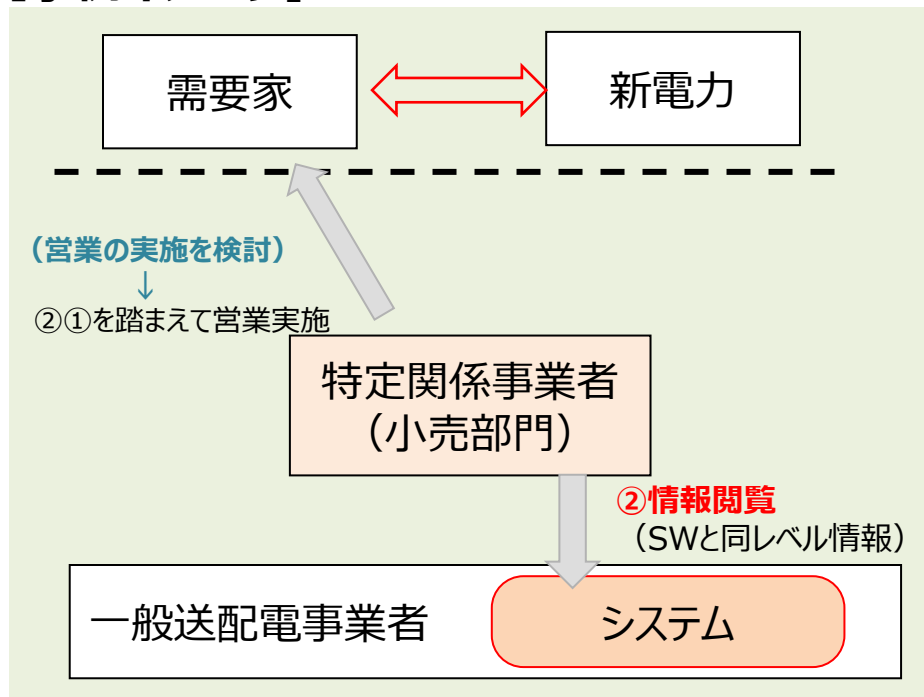 需要家
新電力
（営業の実施を検討）
↓
②①を踏まえて営業実施
特定関係事業者
（小売部門）
②情報閲覧
（SWと同レベル情報）
一般送配電事業者
システム